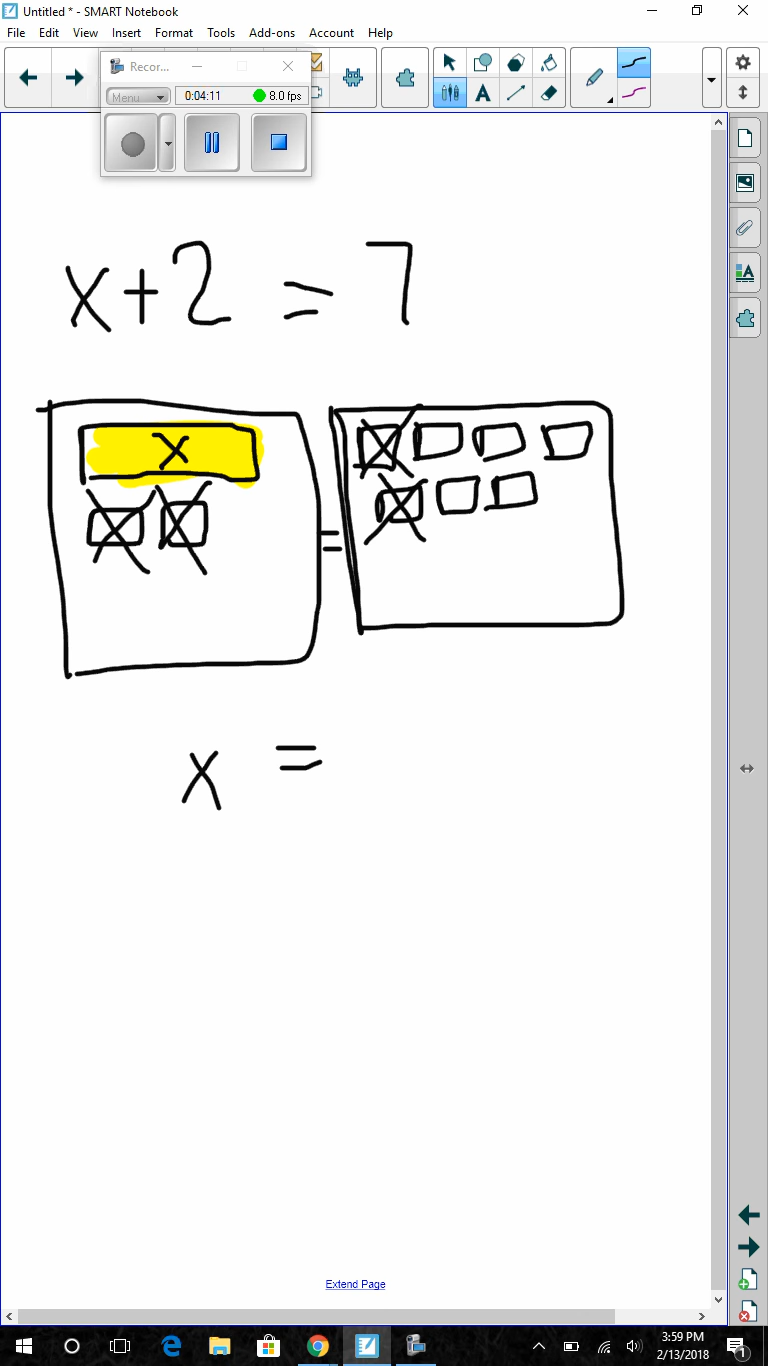 Untitled * - SMART Notebook
File Edit View Insert Format Tools Add-ons Account Help
Recor...
Menu 0:04:11 8.0 fps
A
A
x+2 = 7
x
=
x =
Extend Page
3:59 PM
2/13/2018
1